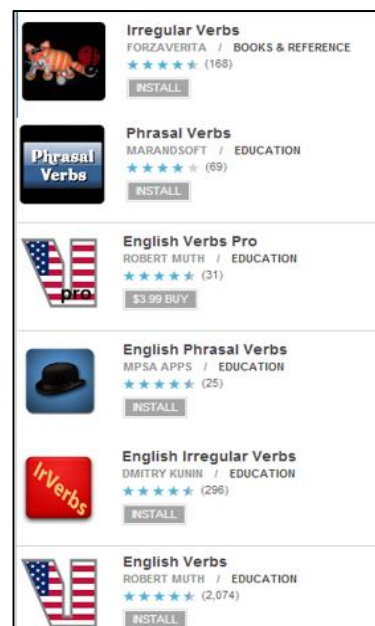 Irregular Verbs
FORZAVERITA / BOOKS & REFERENCE
(168)
INSTALL
Phrasal
Verbs
Phrasal Verbs
MARANDSOFT / EDUCATION
(69)
INSTALL
pro
English Verbs Pro
ROBERT MUTH / EDUCATION
(31)
$3.99 BUY
English Phrasal Verbs
MPSA APPS / EDUCATION
(25)
INSTALL
IrVerbs
English Irregular Verbs
DMITRY KUNIN / EDUCATION
(296)
INSTALL
English Verbs
ROBERT MUTH / EDUCATION
(2,074)
INSTALL